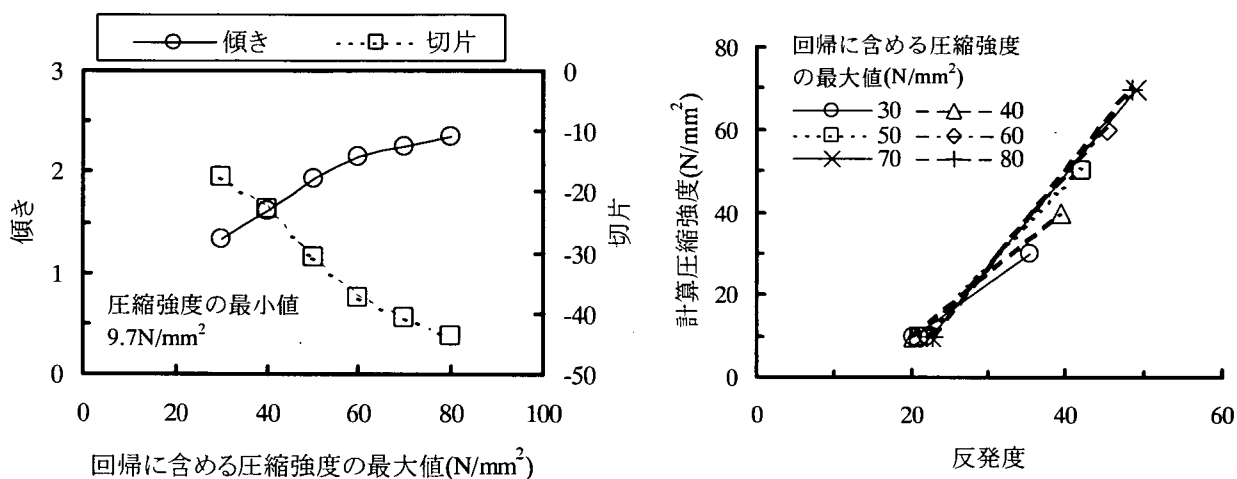 傾き 切片
3
2
1
0
傾き
0
-10
-20
-30
-40
-50
切片
圧縮強度の最小値
9.7N/mm²
0 20 40 60 80 100
回帰に含める圧縮強度の最大値(N/mm²)
80
60
40
20
0
計算圧縮強度(N/mm²)
回帰に含める圧縮強度
の最大値(N/mm²)
30 40
50 60
70 80
0 20 40 60
反発度